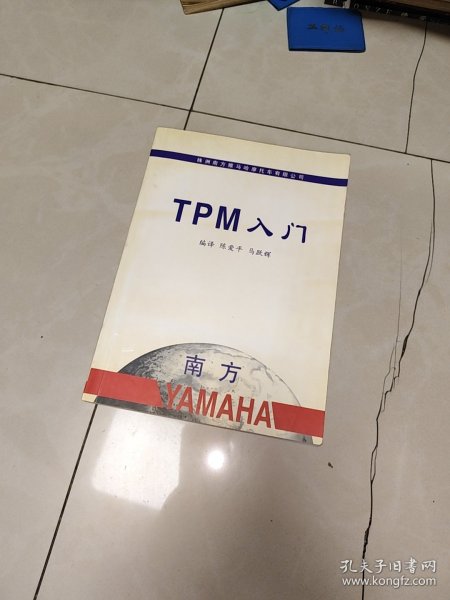 株洲南方雅马哈摩托车有限公司
TPM入门
编译 陈爱平 马跃辉
南方
YAMAHA
孔夫子旧书网
www.kongfz.com